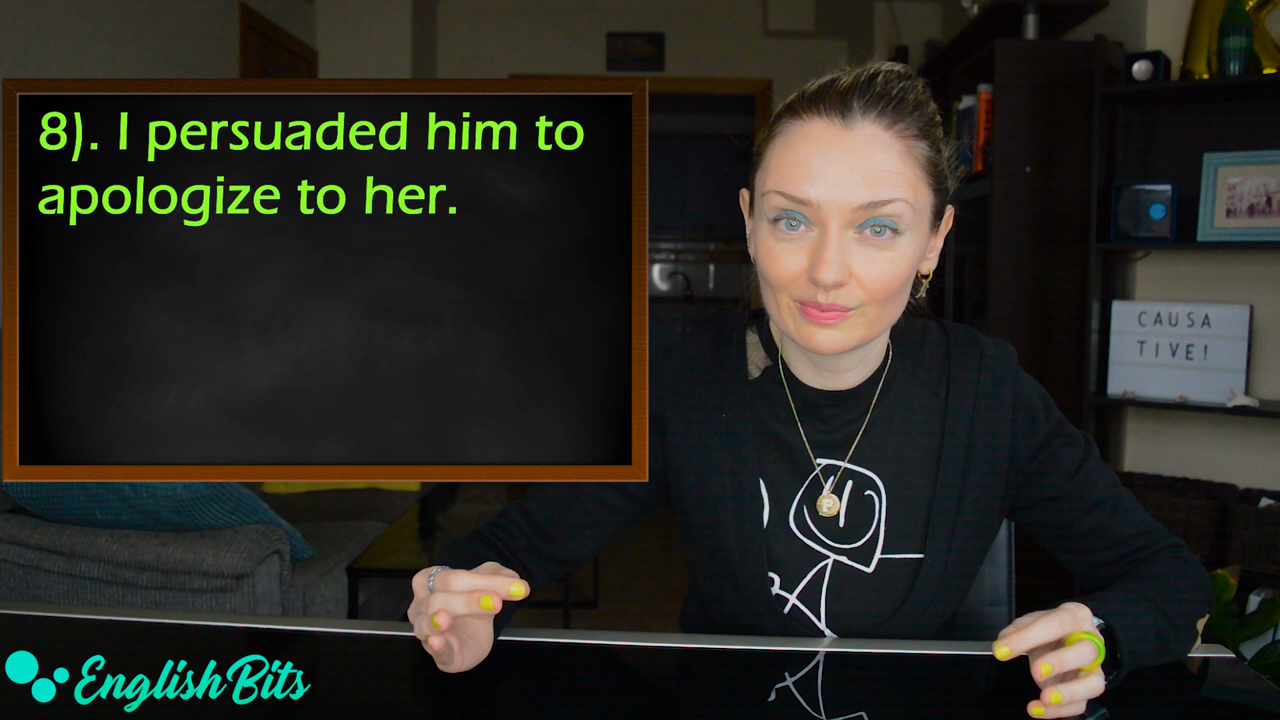 8). I persuaded him to
apologize to her.
CAUSA
TIVE!
P
EnglishBits